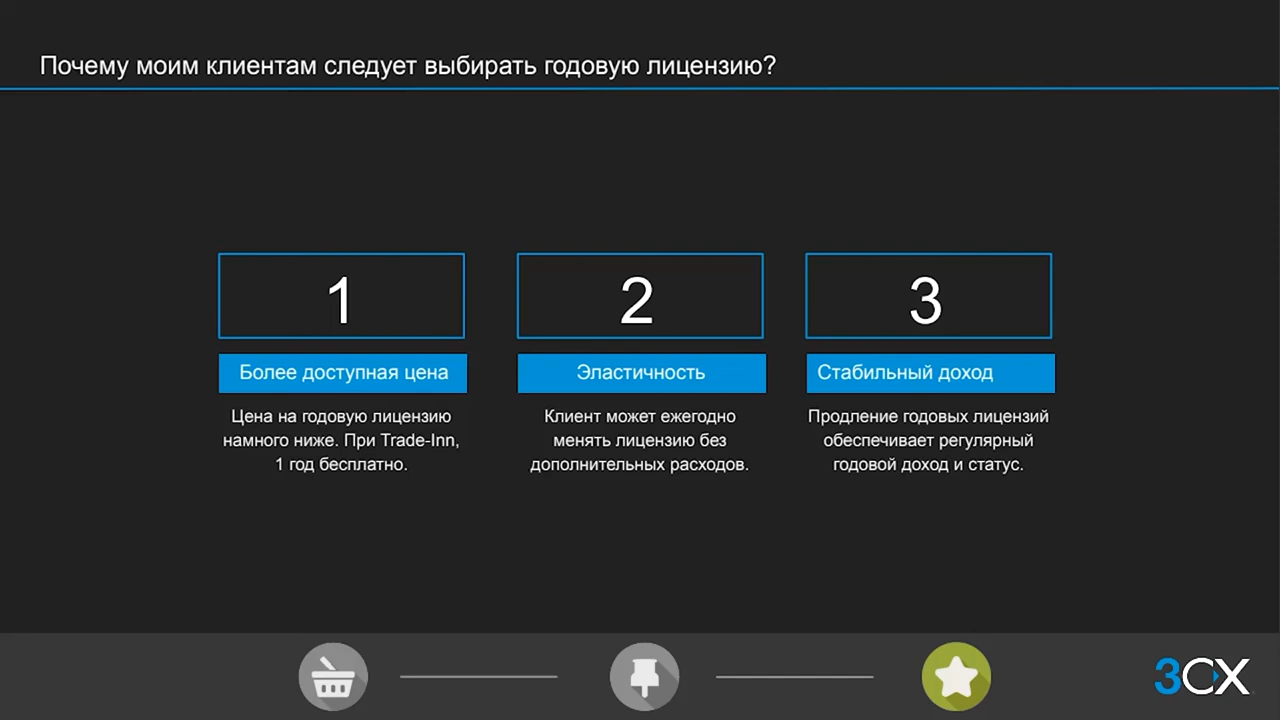 Почему моим клиентам следует выбирать годовую лицензию?
1
2
3
Более доступная цена
Эластичность
Стабильный доход
Цена на годовую лицензию
намного ниже. При Trade-Inn,
1 год бесплатно.
Клиент может ежегодно
менять лицензию без
дополнительных расходов.
Продление годовых лицензий
обеспечивает регулярный
годовой доход и статус.
3CX